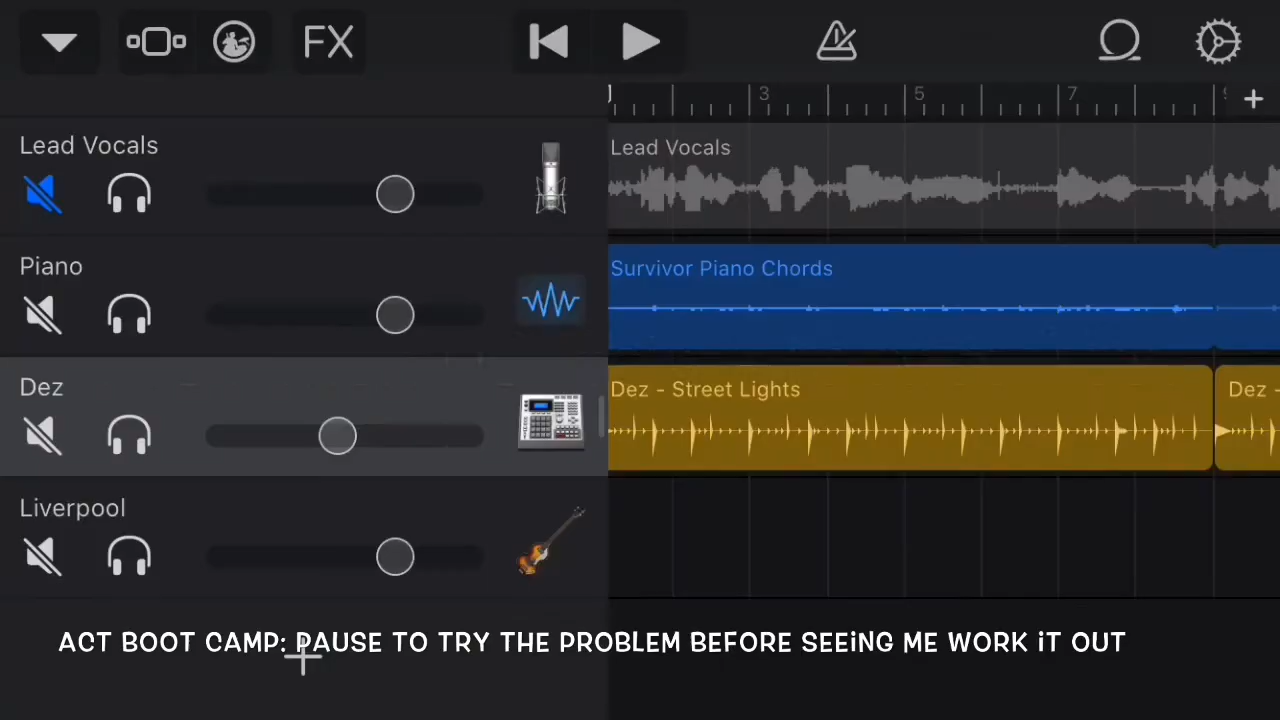 FX
3
5
7
Lead Vocals
Lead Vocals
Piano
Survivor Piano Chords
Dez
Dez - Street Lights
Dez -
Liverpool
ACT BOOT CAMP: PAUSE TO TRY THE PROBLEM BEFORE SEEING ME WORK IT OUT